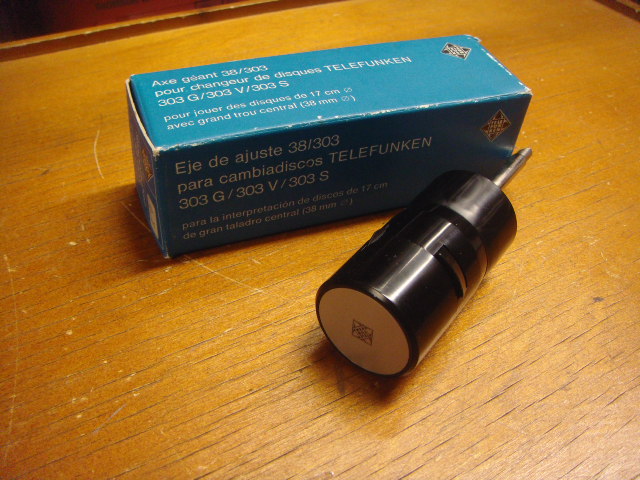 Axe géant 38/303
pour changeur de disques TELEFUNKEN
303 G/303 V/303 S
pour jouer des disques de 17 cm ⌀
avec grand trou central (38 mm ⌀)
Eje de ajuste 38/303
para cambiadiscos TELEFUNKEN
303 G/303 V/303 S
para la interpretación de discos de 17 cm
de gran taladro central (38 mm ⌀)